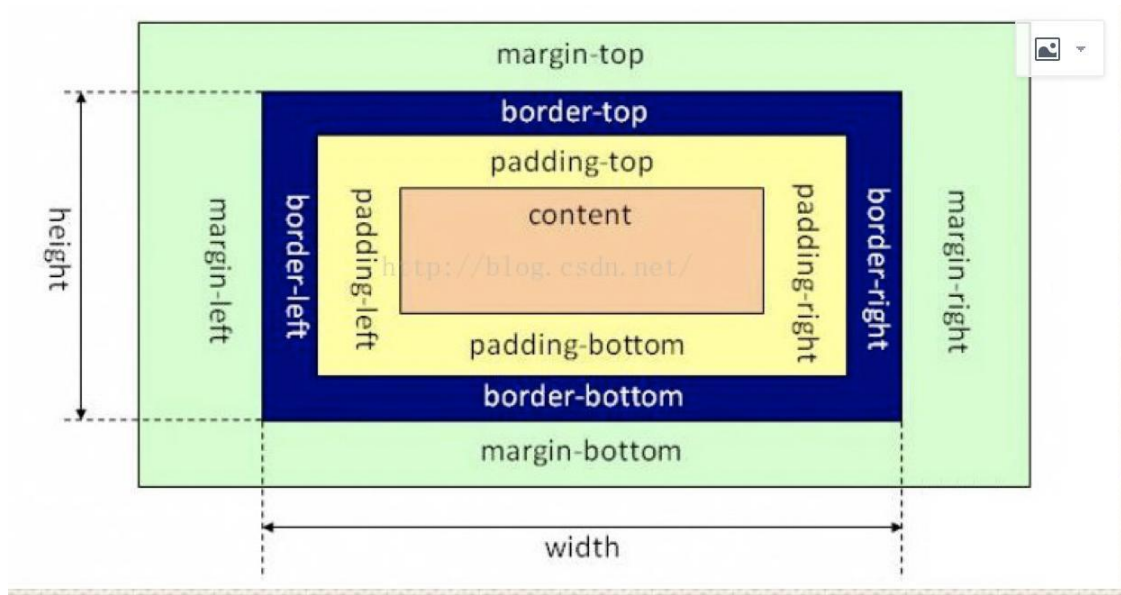 margin-top
border-top
padding-top
content
height
margin-left
border-left
padding-left
http://blog.csdn.net/
padding-right
border-right
margin-right
padding-bottom
border-bottom
margin-bottom
width